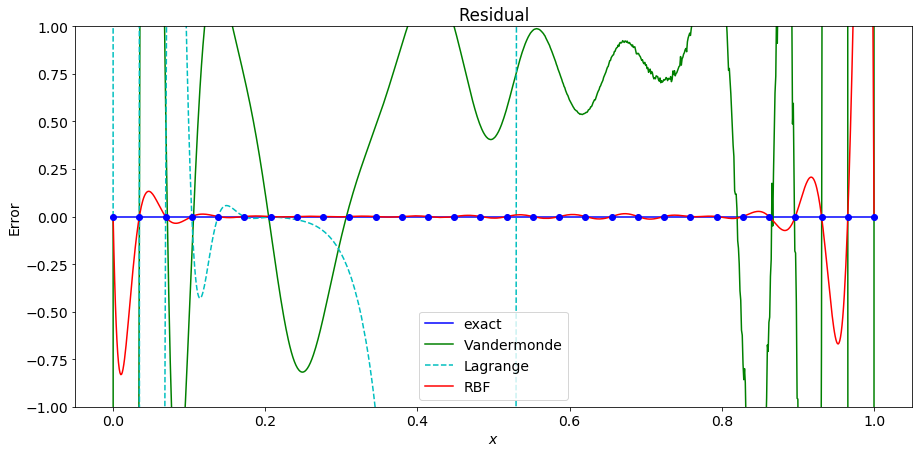 Residual
1.00
0.75
0.50
0.25
0.00
−0.25
−0.50
−0.75
−1.00
Error
exact
Vandermonde
Lagrange
RBF
0.0 0.2 0.4 0.6 0.8 1.0
x